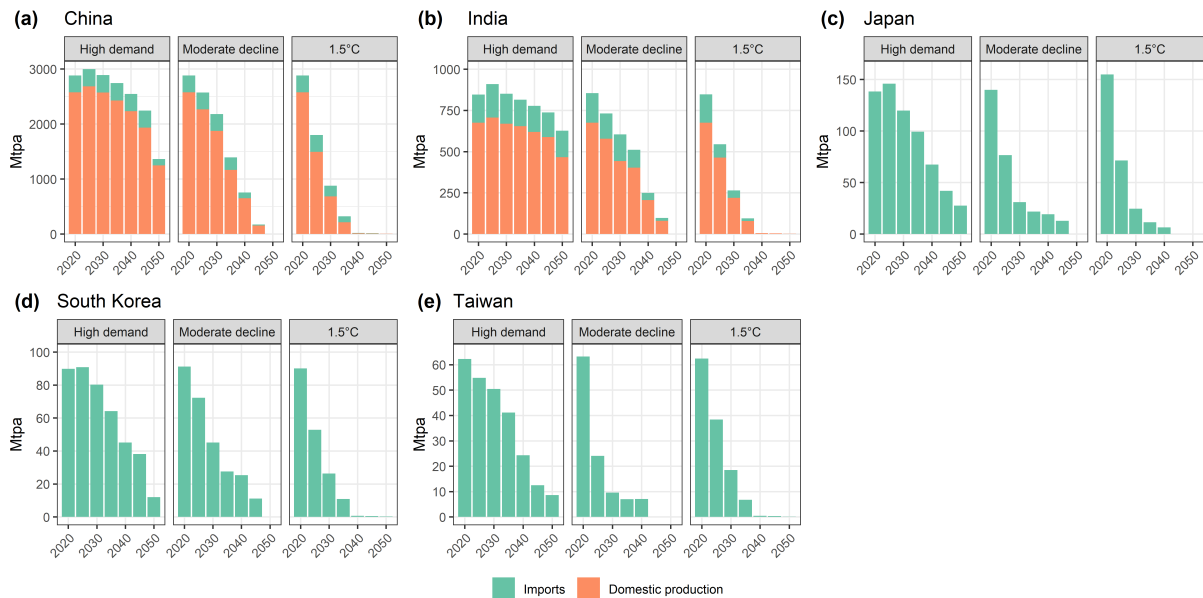 (a) China
High demand Moderate decline 1.5°C
Mtpa
3000
2000
1000
0
2020 2030 2040 2050 2020 2030 2040 2050 2020 2030 2040 2050
(b) India
High demand Moderate decline 1.5°C
Mtpa
1000
750
500
250
0
2020 2030 2040 2050 2020 2030 2040 2050 2020 2030 2040 2050
(c) Japan
High demand Moderate decline 1.5°C
Mtpa
150
100
50
0
2020 2030 2040 2050 2020 2030 2040 2050 2020 2030 2040 2050
(d) South Korea
High demand Moderate decline 1.5°C
Mtpa
100
80
60
40
20
0
2020 2030 2040 2050 2020 2030 2040 2050 2020 2030 2040 2050
(e) Taiwan
High demand Moderate decline 1.5°C
Mtpa
60
50
40
30
20
10
0
2020 2030 2040 2050 2020 2030 2040 2050 2020 2030 2040 2050
Imports Domestic production